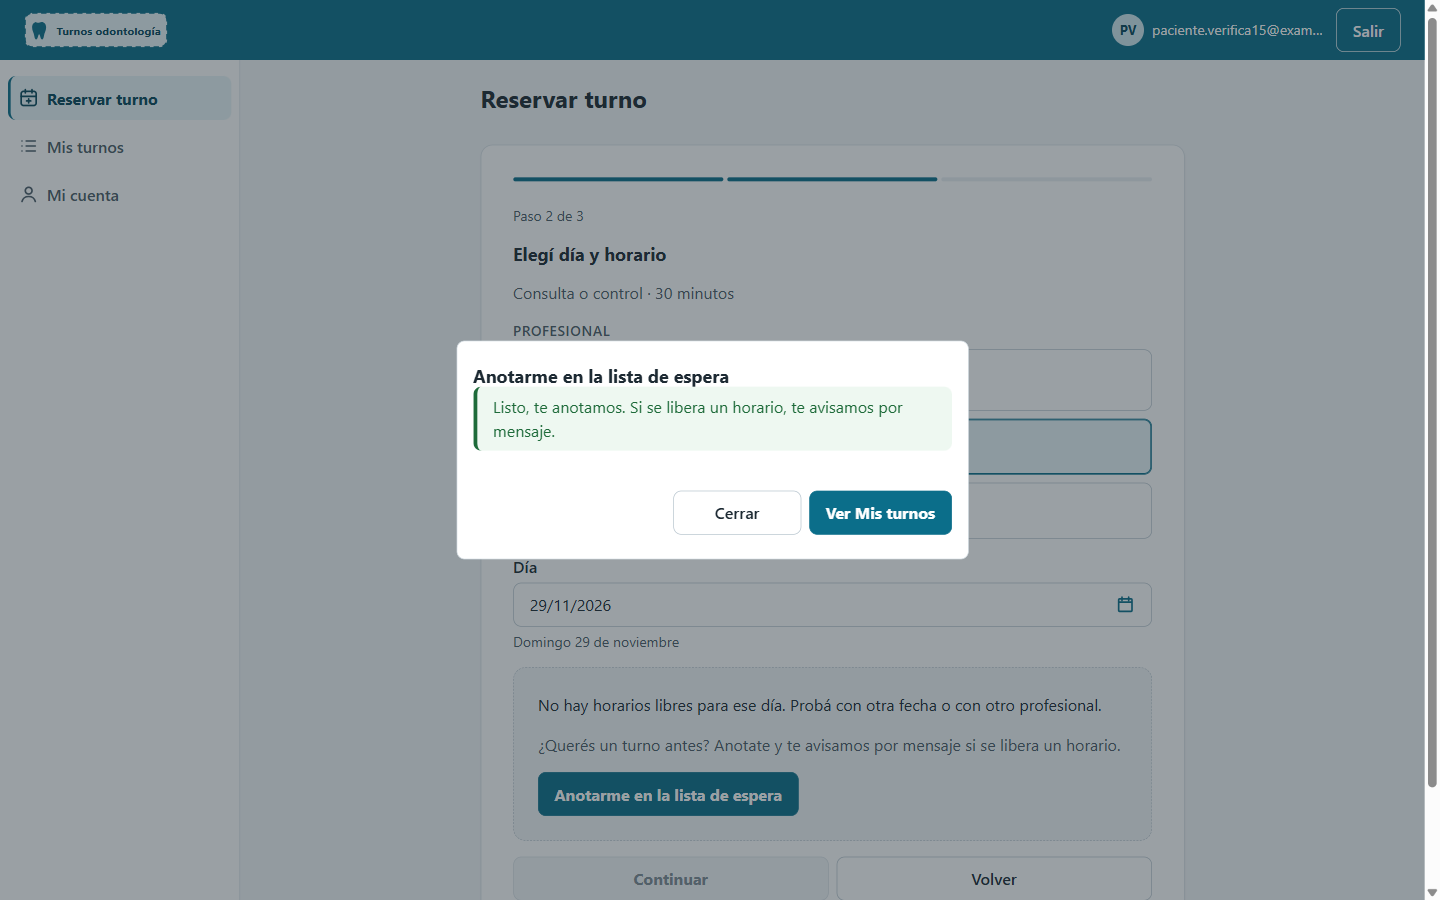 Turnos odontología
PV
paciente.verifica15@exam...
Salir
Reservar turno
Mis turnos
Mi cuenta
Reservar turno
Paso 2 de 3
Elegí día y horario
Consulta o control · 30 minutos
PROFESIONAL
Anotarme en la lista de espera
Listo, te anotamos. Si se libera un horario, te avisamos por
mensaje.
Cerrar
Ver Mis turnos
Día
29/11/2026
Domingo 29 de noviembre
No hay horarios libres para ese día. Probá con otra fecha o con otro profesional.
¿Querés un turno antes? Anotate y te avisamos por mensaje si se libera un horario.
Anotarme en la lista de espera
Continuar
Volver